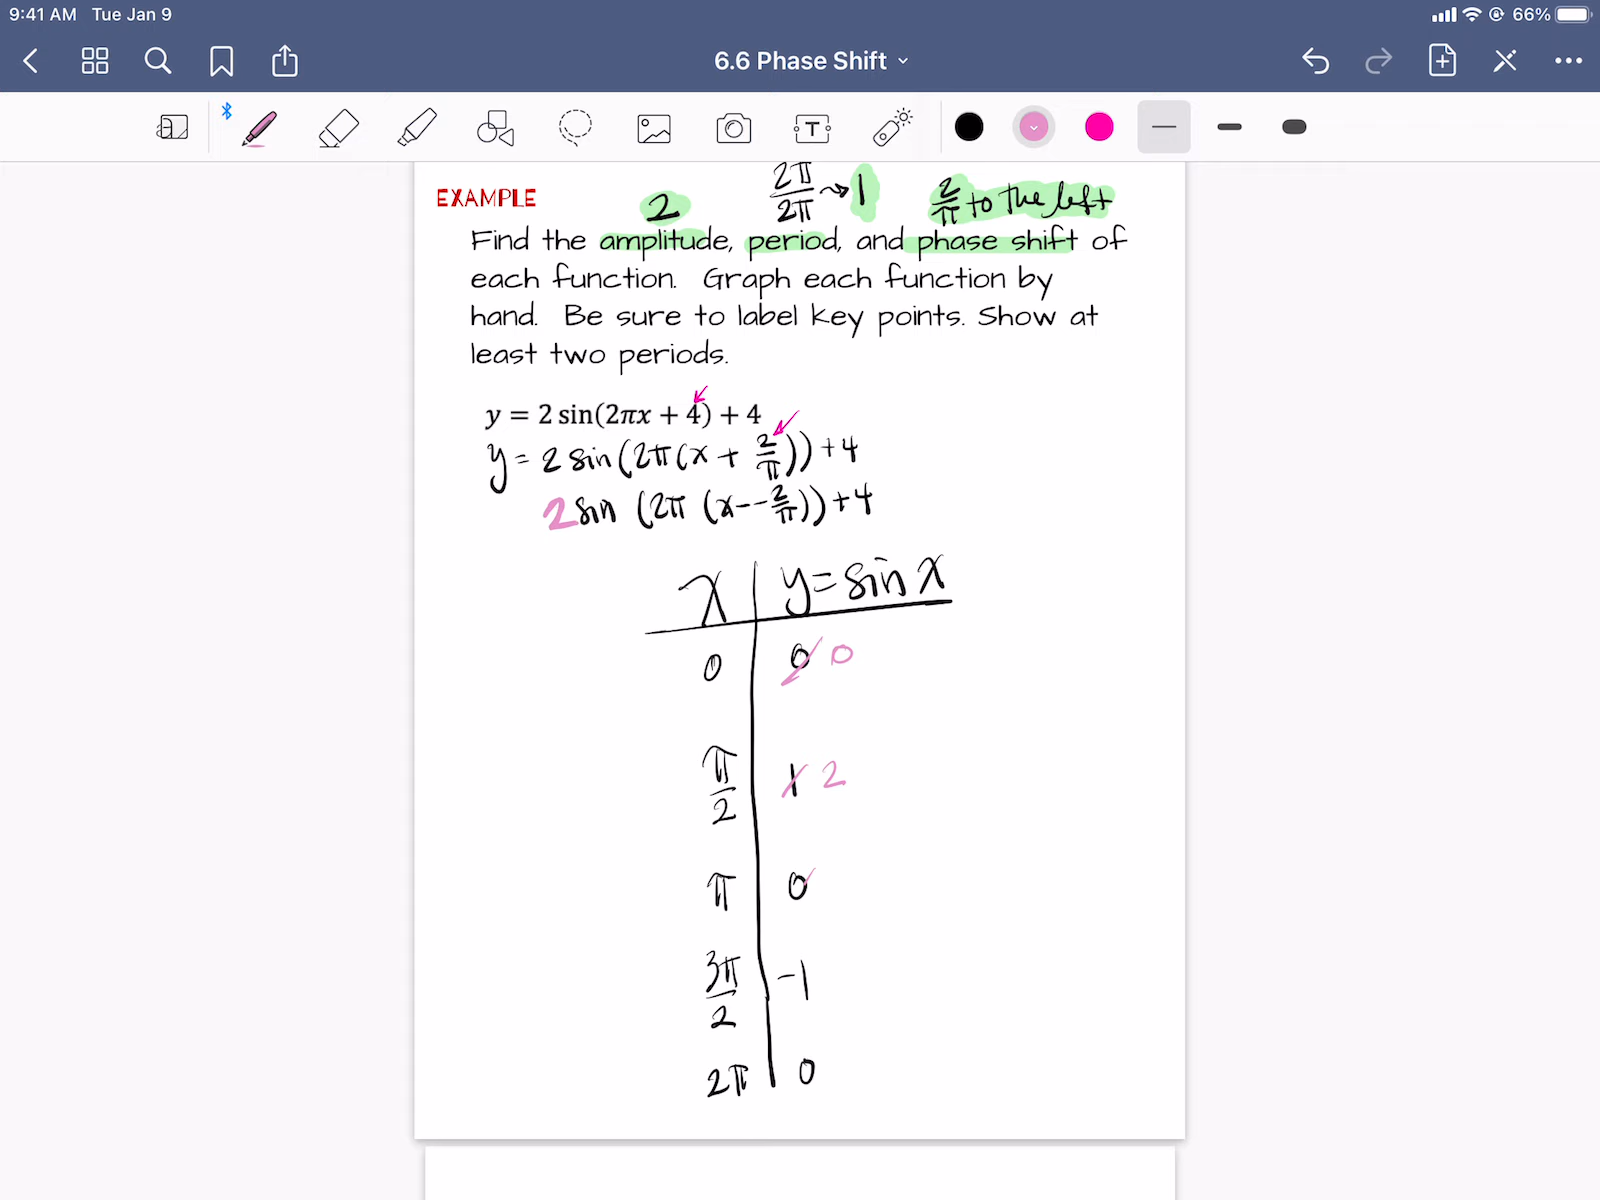 9:41 AM Tue Jan 9
66%
6.6 Phase Shift
T
2 2π/2π → 1 2/π to the left
EXAMPLE
Find the amplitude, period, and phase shift of
each function. Graph each function by
hand. Be sure to label key points. Show at
least two periods.
y = 2 sin(2πx + 4) + 4
y = 2 sin(2π(x + 2/π)) + 4
2 sin (2π (x - - 2/π)) + 4
x y = sin x
0 0 0
π/2 1 2
π 0
3π/2 -1
2π 0